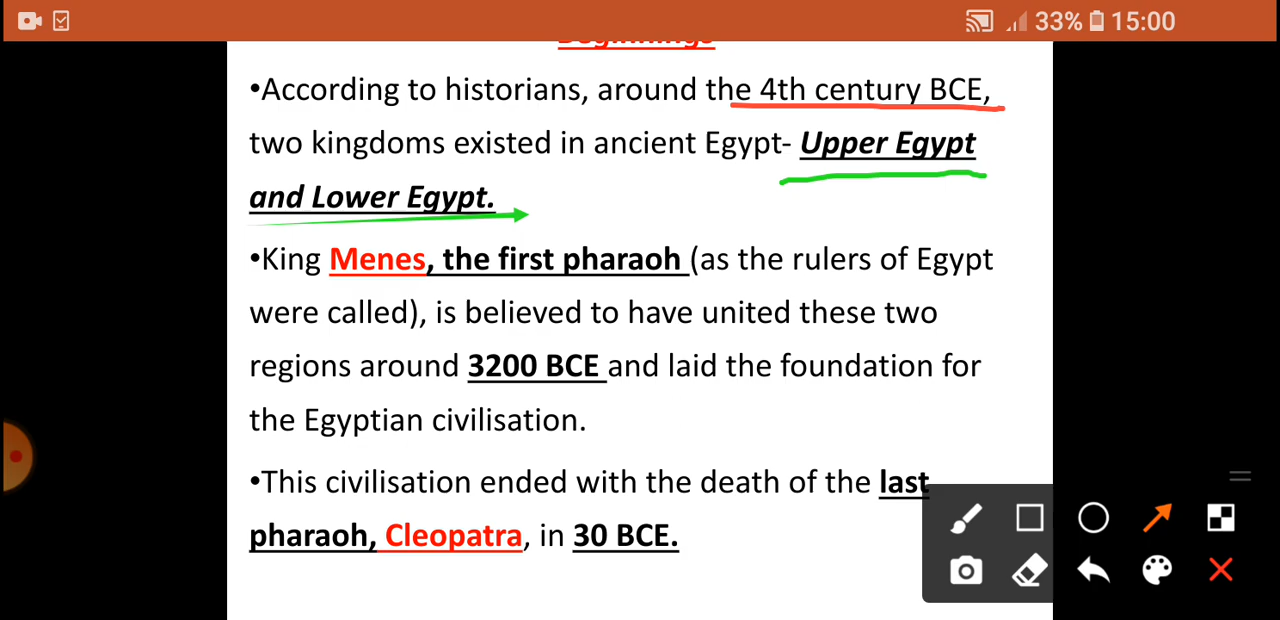 33% 15:00
Beginnings
•According to historians, around the 4th century BCE,
two kingdoms existed in ancient Egypt- Upper Egypt
and Lower Egypt.
•King Menes, the first pharaoh (as the rulers of Egypt
were called), is believed to have united these two
regions around 3200 BCE and laid the foundation for
the Egyptian civilisation.
•This civilisation ended with the death of the last
pharaoh, Cleopatra, in 30 BCE.